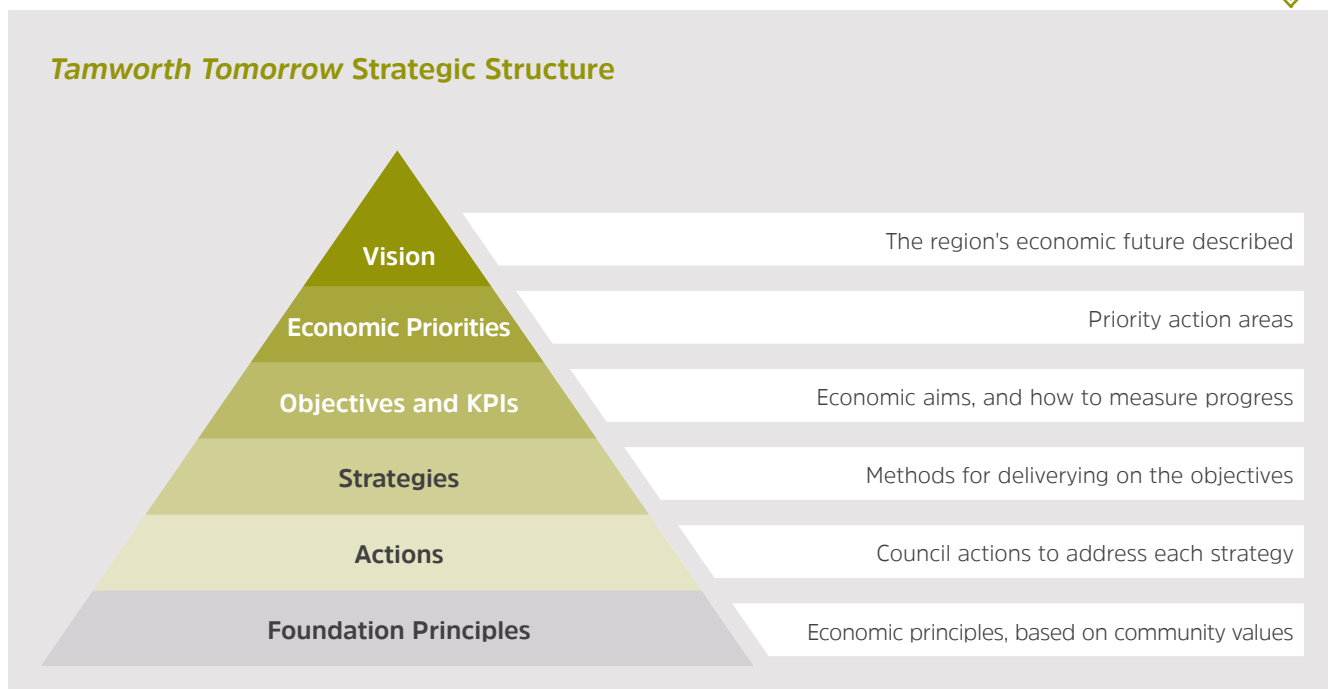 Tamworth Tomorrow Strategic Structure
Vision
The region's economic future described
Economic Priorities
Priority action areas
Objectives and KPIs
Economic aims, and how to measure progress
Strategies
Methods for deliverying on the objectives
Actions
Council actions to address each strategy
Foundation Principles
Economic principles, based on community values